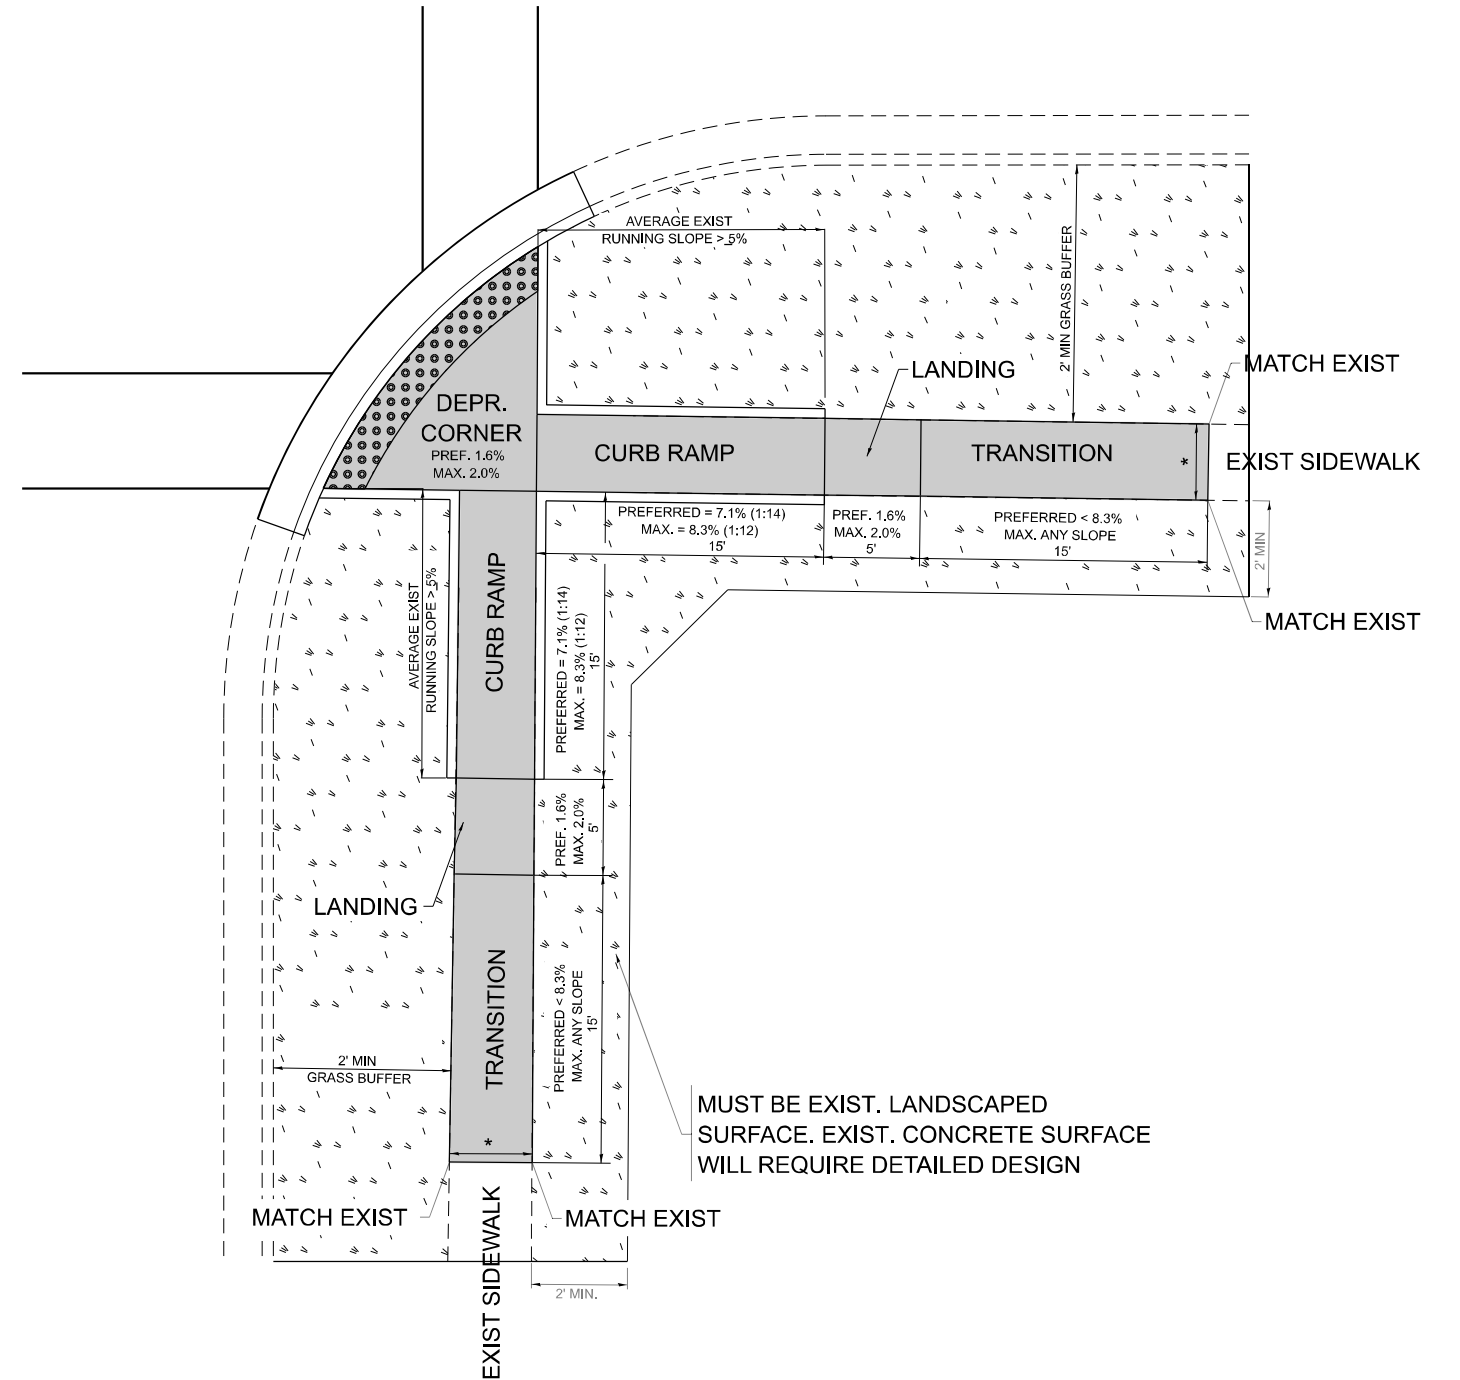 AVERAGE EXIST
RUNNING SLOPE > 5%
2' MIN GRASS BUFFER
LANDING
MATCH EXIST
DEPR.
CORNER
PREF. 1.6%
MAX. 2.0%
CURB RAMP
TRANSITION
*
EXIST SIDEWALK
PREFERRED = 7.1% (1:14)
MAX. = 8.3% (1:12)
15'
PREF. 1.6%
MAX. 2.0%
5'
PREFERRED < 8.3%
MAX. ANY SLOPE
15'
2' MIN
MATCH EXIST
AVERAGE EXIST
RUNNING SLOPE > 5%
CURB RAMP
PREFERRED = 7.1% (1:14)
MAX. = 8.3% (1:12)
15'
PREF. 1.6%
MAX. 2.0%
5'
LANDING
TRANSITION
PREFERRED < 8.3%
MAX. ANY SLOPE
15'
2' MIN
GRASS BUFFER
*
MUST BE EXIST. LANDSCAPED
SURFACE. EXIST. CONCRETE SURFACE
WILL REQUIRE DETAILED DESIGN
MATCH EXIST
MATCH EXIST
EXIST SIDEWALK
2' MIN.